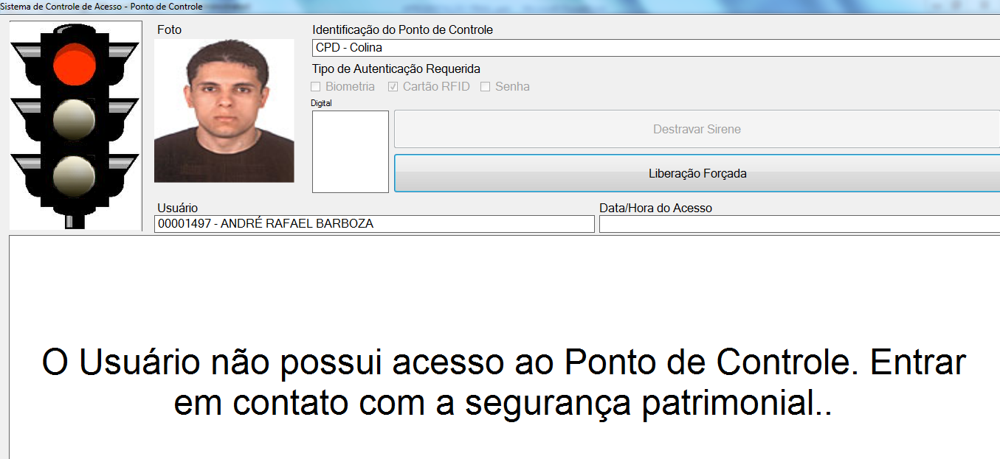 Sistema de Controle de Acesso - Ponto de Controle
Foto
Identificação do Ponto de Controle
CPD - Colina
Tipo de Autenticação Requerida
Biometria Cartão RFID Senha
Digital
Destravar Sirene
Liberação Forçada
Usuário Data/Hora do Acesso
00001497 - ANDRÉ RAFAEL BARBOZA
O Usuário não possui acesso ao Ponto de Controle. Entrar
em contato com a segurança patrimonial..